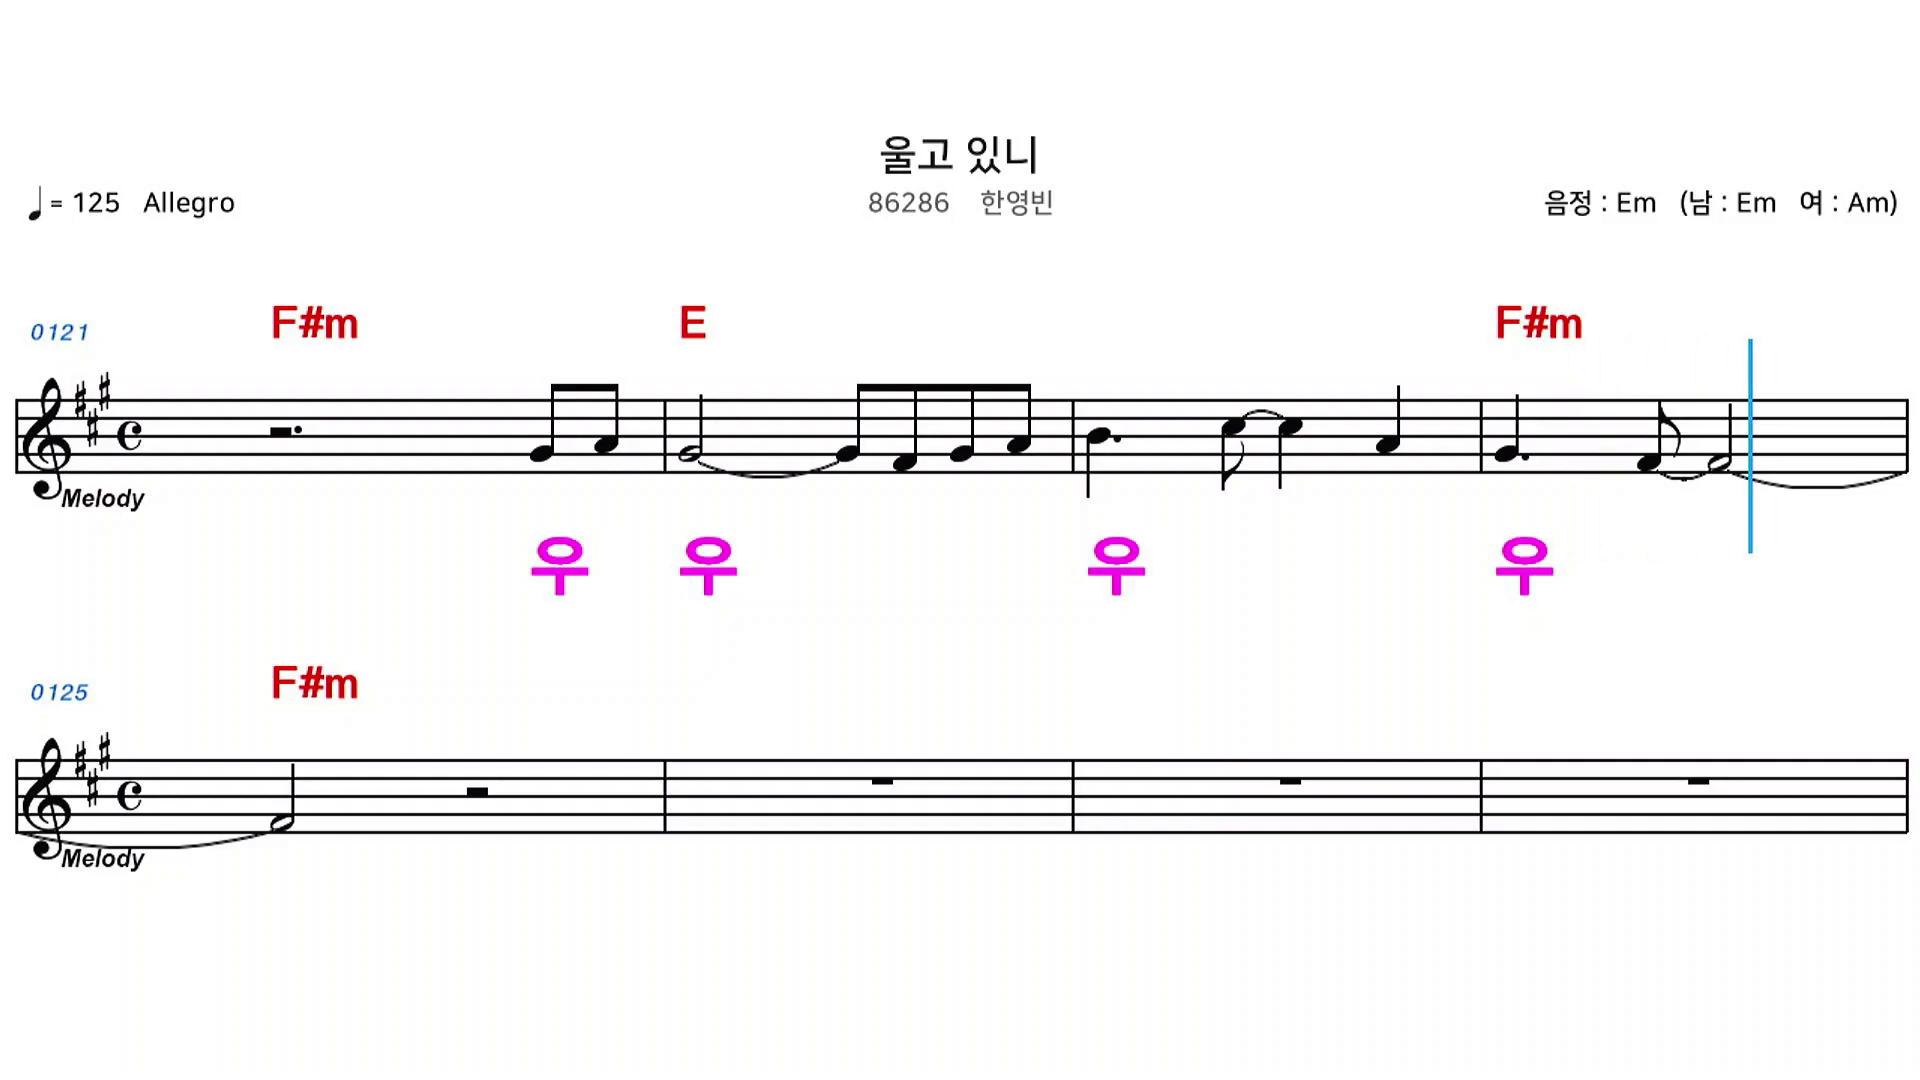 울고 있니
= 125 Allegro
86286 한영빈
음정 : Em (남 : Em 여 : Am)
0121 F#m E F#m
Melody
우 우 우 우
0125 F#m
Melody